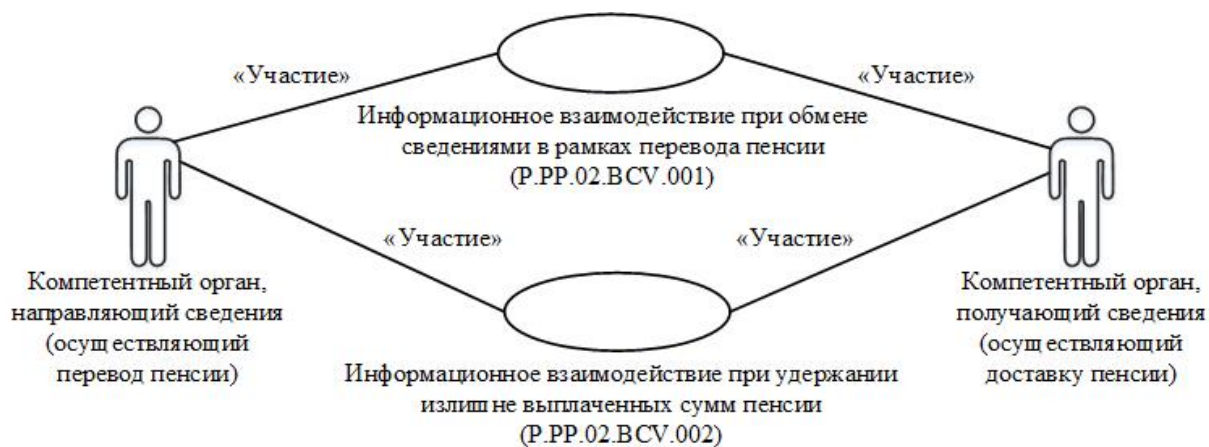 «Участие»
«Участие»
Информационное взаимодействие при обмене
сведениями в рамках перевода пенсии
(P.PP.02.BCV.001)
«Участие»
«Участие»
Компетентный орган,
направляющий сведения
(осуществляющий
перевод пенсии)
Компетентный орган,
получающий сведения
(осуществляющий
доставку пенсии)
Информационное взаимодействие при удержании
излишне выплаченных сумм пенсии
(P.PP.02.BCV.002)